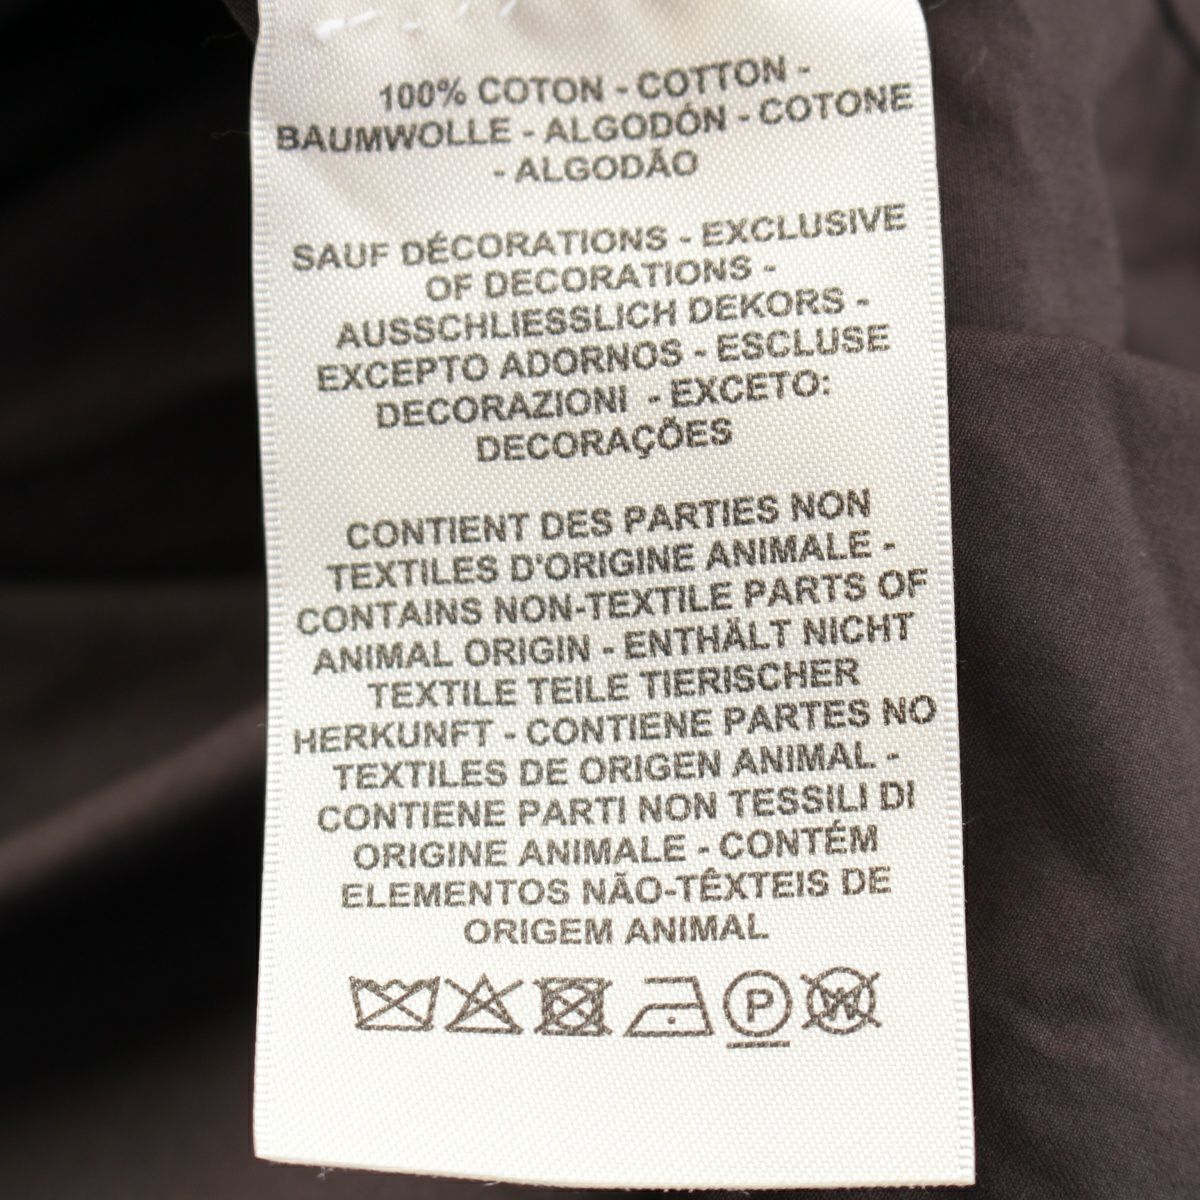 100% COTON - COTTON -
BAUMWOLLE - ALGODÓN - COTONE
- ALGODÃO
SAUF DÉCORATIONS - EXCLUSIVE
OF DECORATIONS -
AUSSCHLIESSLICH DEKORS -
EXCEPTO ADORNOS - ESCLUSE
DECORAZIONI - EXCETO:
DECORAÇÕES
CONTIENT DES PARTIES NON
TEXTILES D'ORIGINE ANIMALE -
CONTAINS NON-TEXTILE PARTS OF
ANIMAL ORIGIN - ENTHÄLT NICHT
TEXTILE TEILE TIERISCHER
HERKUNFT - CONTIENE PARTES NO
TEXTILES DE ORIGEN ANIMAL -
CONTIENE PARTI NON TESSILI DI
ORIGINE ANIMALE - CONTÉM
ELEMENTOS NÃO-TÊXTEIS DE
ORIGEM ANIMAL
P W